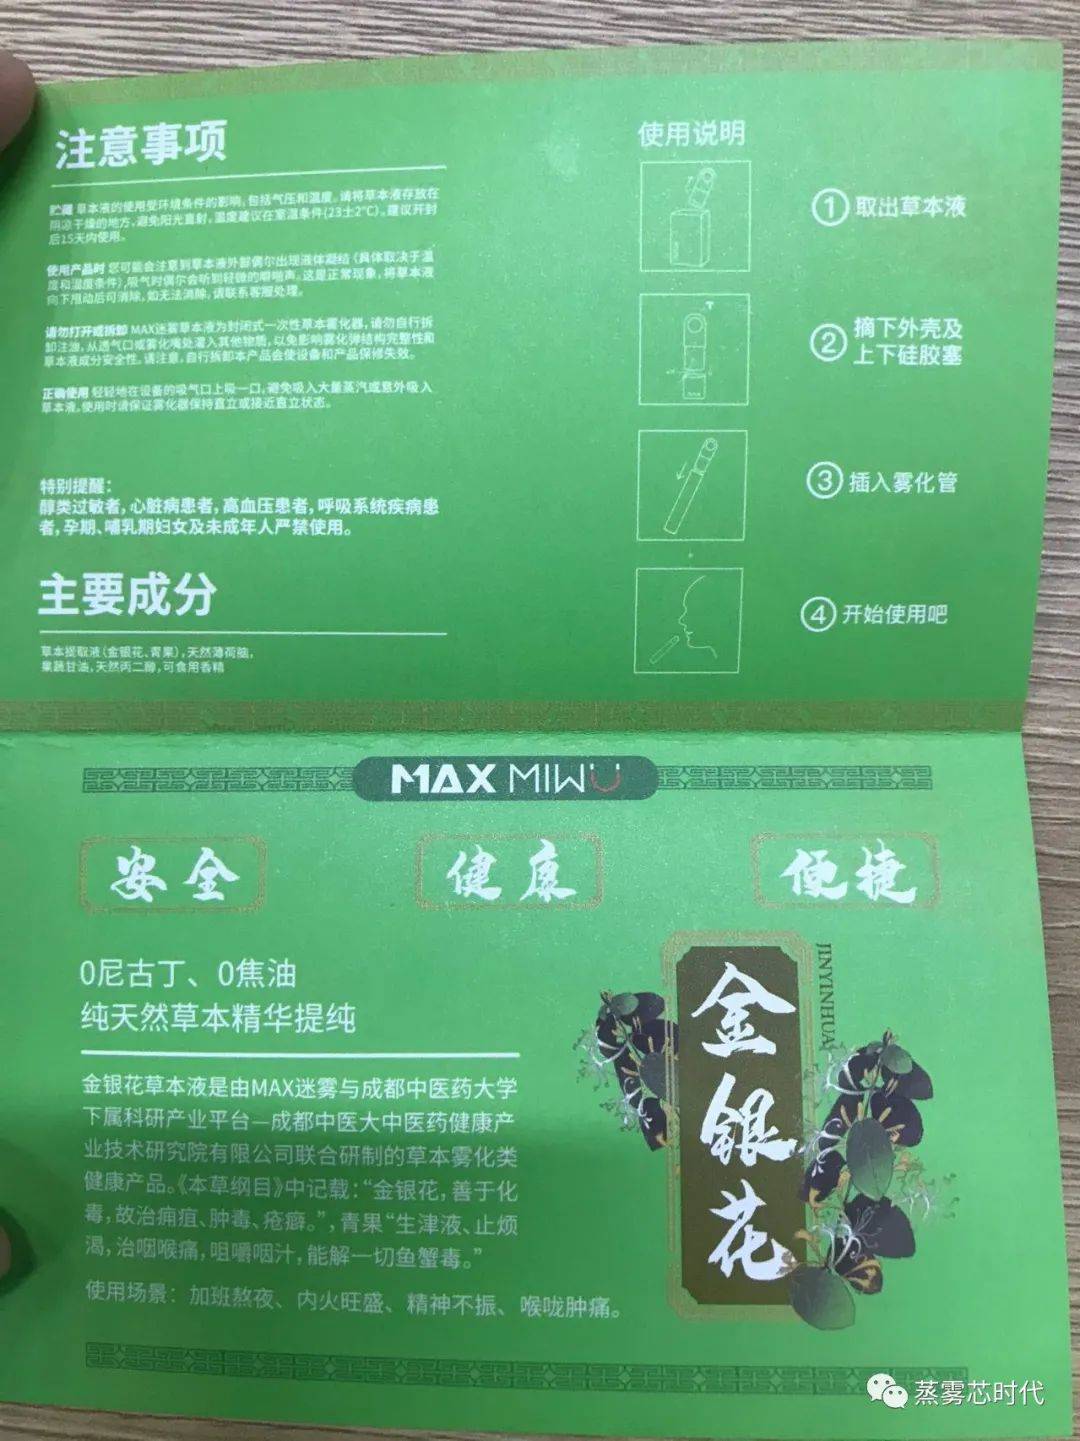 注意事项
贮藏 草本液的使用受环境条件的影响,包括气压和温度。请将草本液存放在
阴凉干燥的地方,避免阳光直射,温度建议在室温条件(23士2℃)。建议开封
后15天内使用。
使用产品时 您可能会注意到草本液外部偶尔出现液体凝结(具体取决于温
度和湿度条件),吸气时偶尔会听到轻微的噼啪声。这是正常现象,将草本液
向下甩动后可消除,如无法消除,请联系客服处理。
请勿打开或拆卸 MAX迷雾草本液为封闭式一次性草本雾化器,请勿自行拆
卸注油,从透气口或雾化嘴处灌入其他物质,以免影响雾化弹结构完整性和
草本液成分安全性。请注意,自行拆卸本产品会使设备和产品保修失效。
正确使用 轻轻地在设备的吸气口上吸一口,避免吸入大量蒸汽或意外吸入
草本液。使用时请保证雾化器保持直立或接近直立状态。
特别提醒：
醇类过敏者,心脏病患者,高血压患者,呼吸系统疾病患
者,孕期、哺乳期妇女及未成年人严禁使用。
主要成分
草本提取液(金银花、青果),天然薄荷脑,
果蔬甘油,天然丙二醇,可食用香精
使用说明
① 取出草本液
② 摘下外壳及
上下硅胶塞
③ 插入雾化管
④ 开始使用吧
MAX MIWU
安全
健康
便捷
0尼古丁、0焦油
纯天然草本精华提纯
金银花草本液是由MAX迷雾与成都中医药大学
下属科研产业平台—成都中医大中医药健康产
业技术研究院有限公司联合研制的草本雾化类
健康产品。《本草纲目》中记载：“金银花，善于化
毒，故治痈疽、肿毒、疮癣。”，青果“生津液、止烦
渴，治咽喉痛，咀嚼咽汁，能解一切鱼蟹毒。”
使用场景：加班熬夜、内火旺盛、精神不振、喉咙肿痛。
金银花
JINYINHUA
蒸雾芯时代